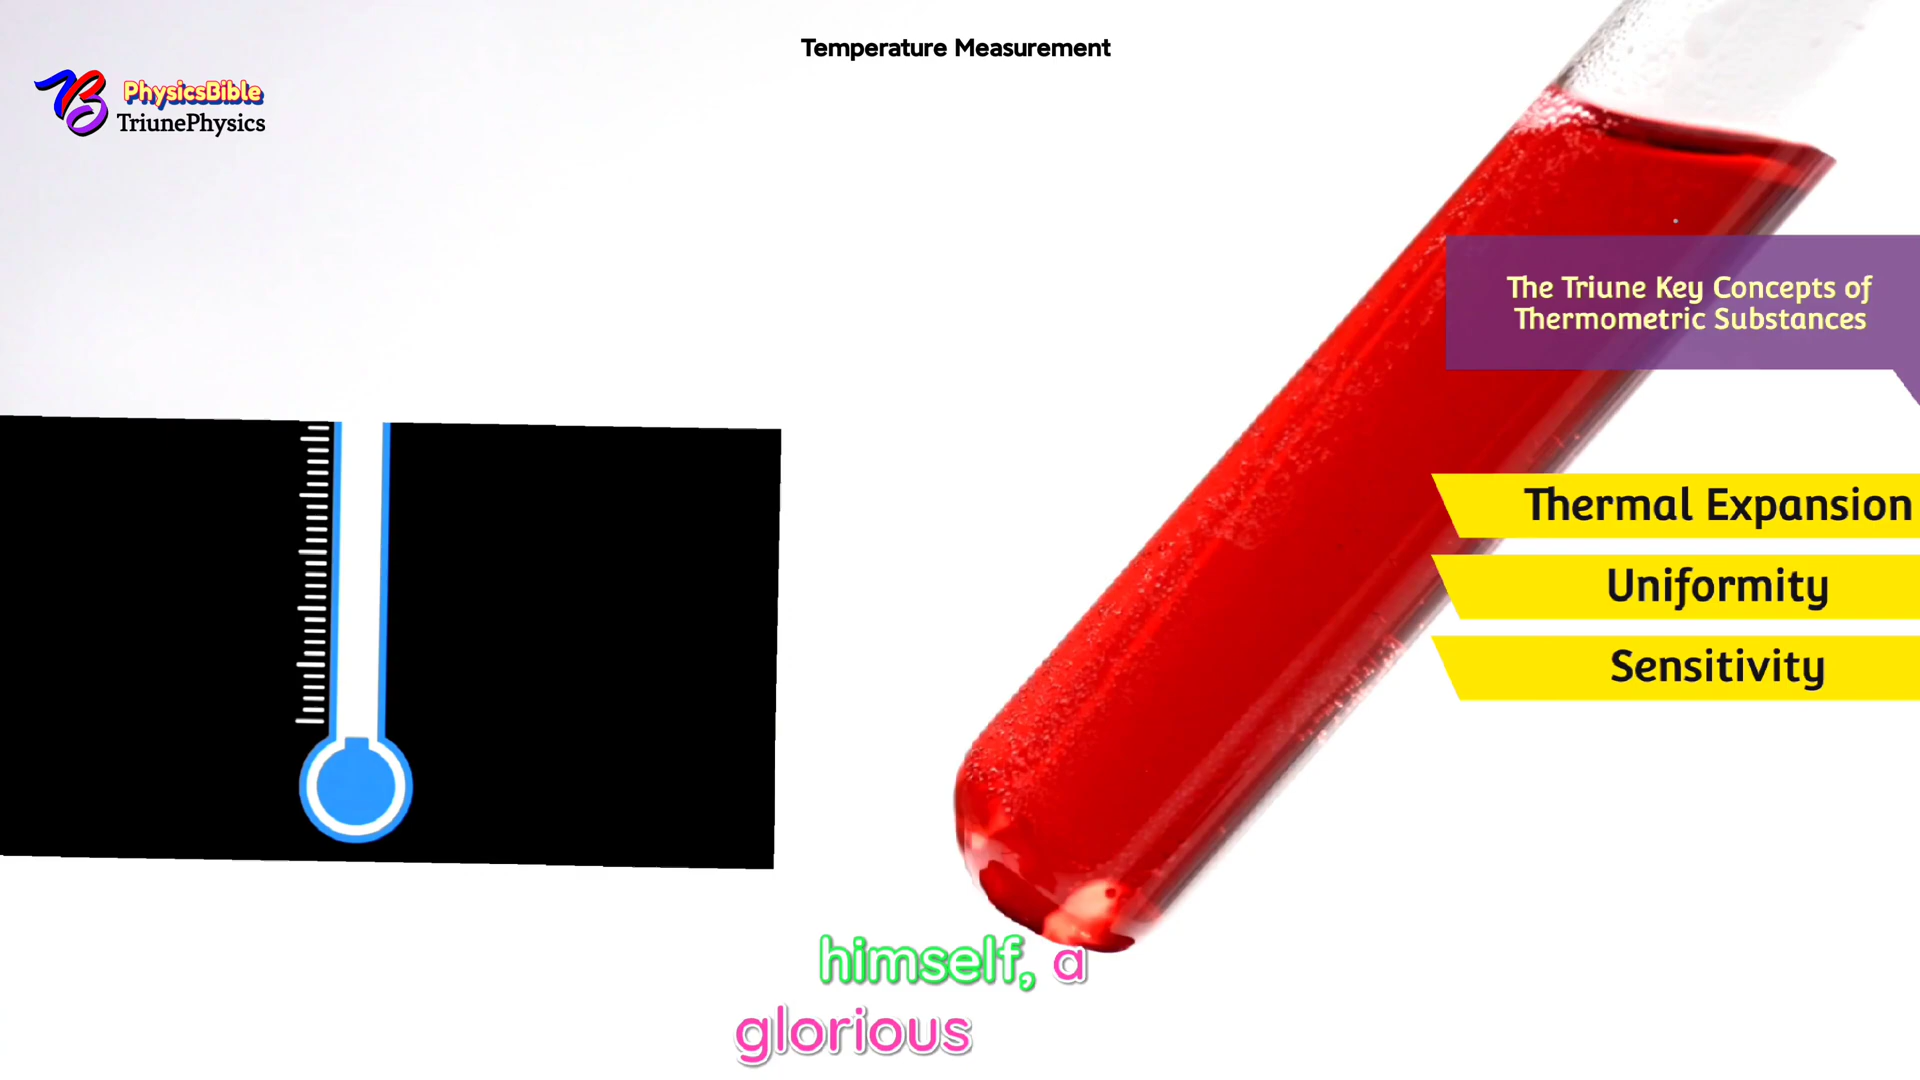 Temperature Measurement
PhysicsBible
TriunePhysics
The Triune Key Concepts of
Thermometric Substances
Thermal Expansion
Uniformity
Sensitivity
himself, a
glorious